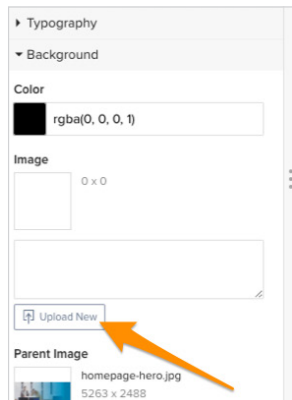 Typography
Background
Color
rgba(0, 0, 0, 1)
Image
0 x 0
Upload New
Parent Image
homepage-hero.jpg
5263 x 2488